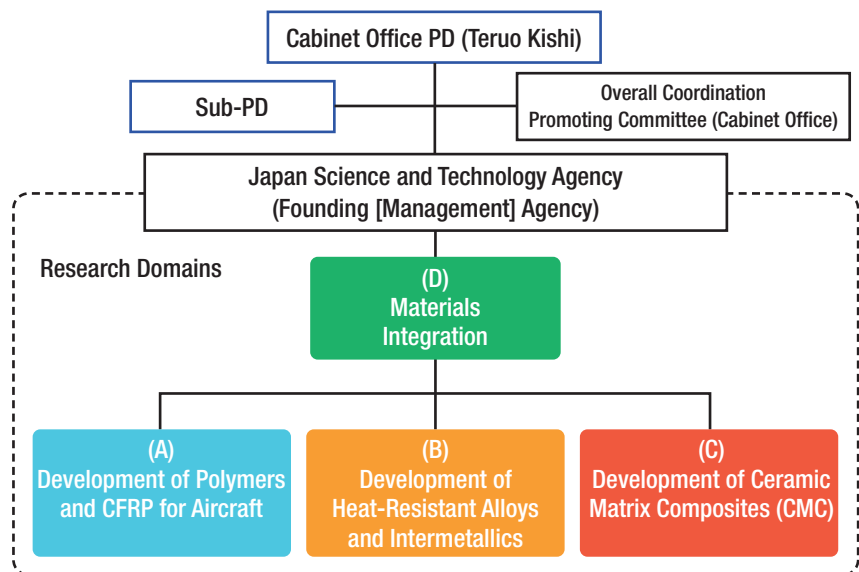 Cabinet Office PD (Teruo Kishi)
Sub-PD
Overall Coordination
Promoting Committee (Cabinet Office)
Japan Science and Technology Agency
(Founding [Management] Agency)
Research Domains
(D)
Materials
Integration
(A)
Development of Polymers
and CFRP for Aircraft
(B)
Development of
Heat-Resistant Alloys
and Intermetallics
(C)
Development of Ceramic
Matrix Composites (CMC)